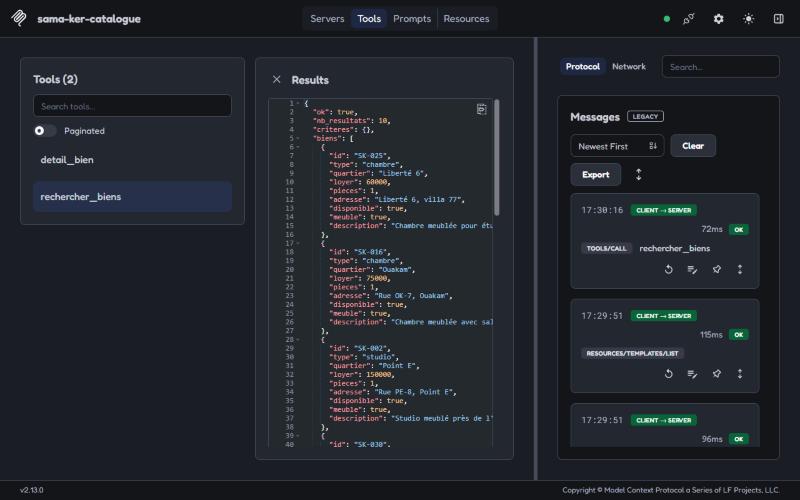 sama-ker-catalogue
Servers Tools Prompts Resources
Tools (2)
Search tools...
Paginated
detail_bien
rechercher_biens
Results
1 {
2 "ok": true,
3 "nb_resultats": 10,
4 "criteres": {},
5 "biens": [
6 {
7 "id": "SK-025",
8 "type": "chambre",
9 "quartier": "Liberté 6",
10 "loyer": 60000,
11 "pieces": 1,
12 "adresse": "Liberté 6, villa 77",
13 "disponible": true,
14 "meuble": true,
15 "description": "Chambre meublée pour étu
16 },
17 {
18 "id": "SK-016",
19 "type": "chambre",
20 "quartier": "Ouakam",
21 "loyer": 75000,
22 "pieces": 1,
23 "adresse": "Rue OK-7, Ouakam",
24 "disponible": true,
25 "meuble": true,
26 "description": "Chambre meublée avec sal
27 },
28 {
29 "id": "SK-002",
30 "type": "studio",
31 "quartier": "Point E",
32 "loyer": 150000,
33 "pieces": 1,
34 "adresse": "Rue PE-8, Point E",
35 "disponible": true,
36 "meuble": true,
37 "description": "Studio meublé près de l'
38 },
39 {
40 "id": "SK-030",
Protocol Network Search...
Messages LEGACY
Newest First Clear
Export
17:30:16 CLIENT → SERVER
72ms OK
TOOLS/CALL rechercher_biens
17:29:51 CLIENT → SERVER
115ms OK
RESOURCES/TEMPLATES/LIST
17:29:51 CLIENT → SERVER
96ms OK
v2.13.0
Copyright © Model Context Protocol a Series of LF Projects, LLC.